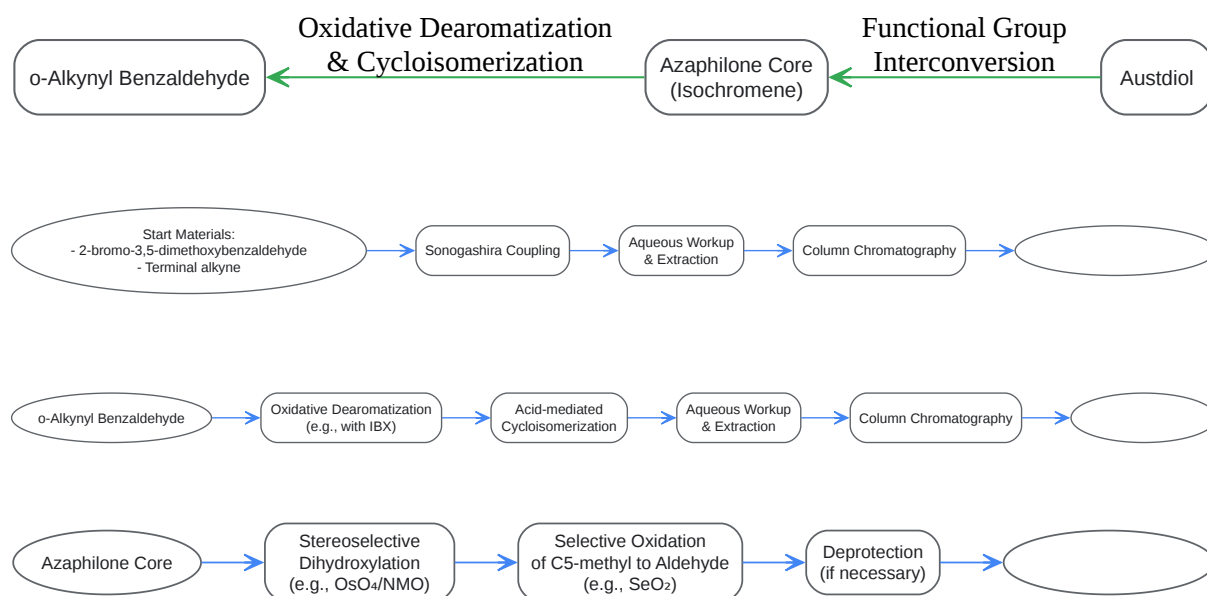 Oxidative Dearomatization
& Cycloisomerization
Functional Group
Interconversion
o-Alkynyl Benzaldehyde
Azaphilone Core
(Isochromene)
Austdiol
Start Materials:
- 2-bromo-3,5-dimethoxybenzaldehyde
- Terminal alkyne
Sonogashira Coupling
Aqueous Workup
& Extraction
Column Chromatography
o-Alkynyl Benzaldehyde
Oxidative Dearomatization
(e.g., with IBX)
Acid-mediated
Cycloisomerization
Aqueous Workup
& Extraction
Column Chromatography
Azaphilone Core
Stereoselective
Dihydroxylation
(e.g., OsO₄/NMO)
Selective Oxidation
of C5-methyl to Aldehyde
(e.g., SeO₂)
Deprotection
(if necessary)